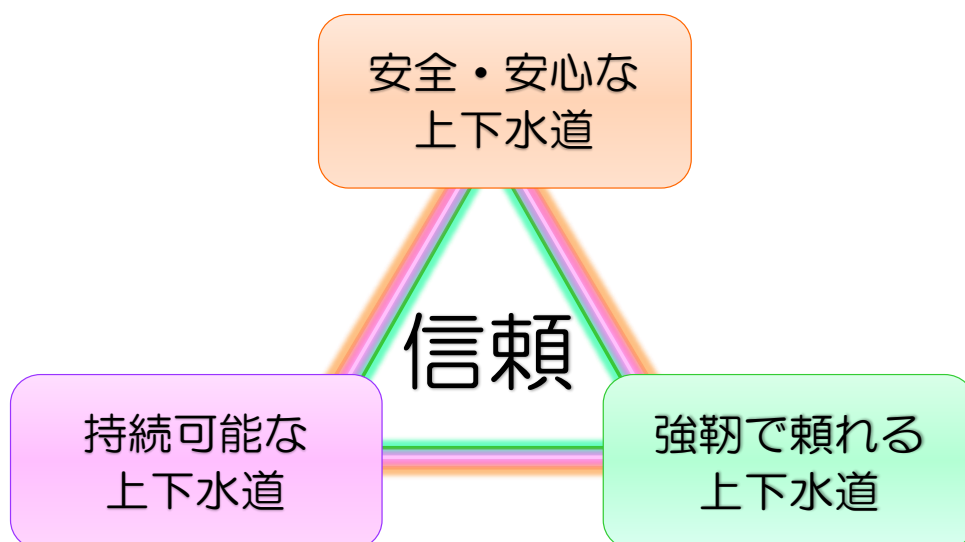 安全・安心な
上下水道
信頼
持続可能な
上下水道
強靭で頼れる
上下水道